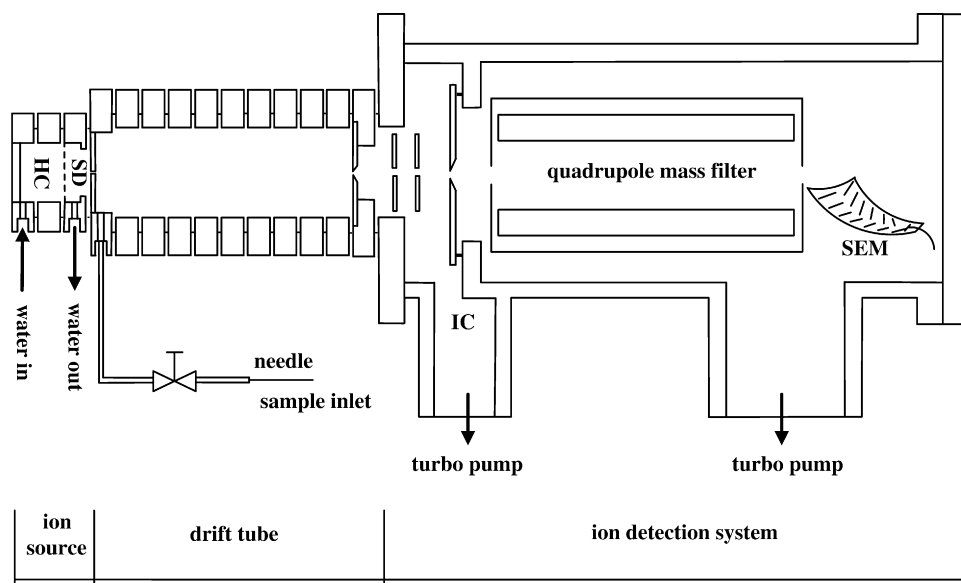 HC
SD
quadrupole mass filter
SEM
water in
water out
IC
needle
sample inlet
turbo pump
turbo pump
ion
source
drift tube
ion detection system